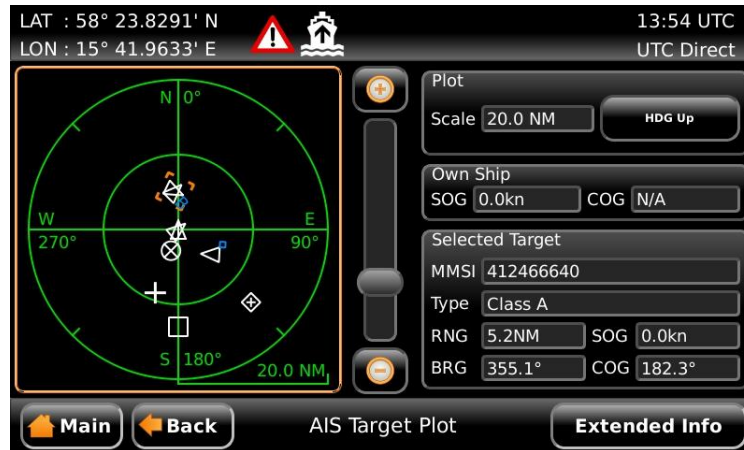 LAT : 58° 23.8291' N
LON : 15° 41.9633' E
13:54 UTC
UTC Direct
N 0°
W
270°
E
90°
S 180°
20.0 NM
Plot
Scale 20.0 NM
HDG Up
Own Ship
SOG 0.0kn COG N/A
Selected Target
MMSI 412466640
Type Class A
RNG 5.2NM SOG 0.0kn
BRG 355.1° COG 182.3°
Main
Back
AIS Target Plot
Extended Info